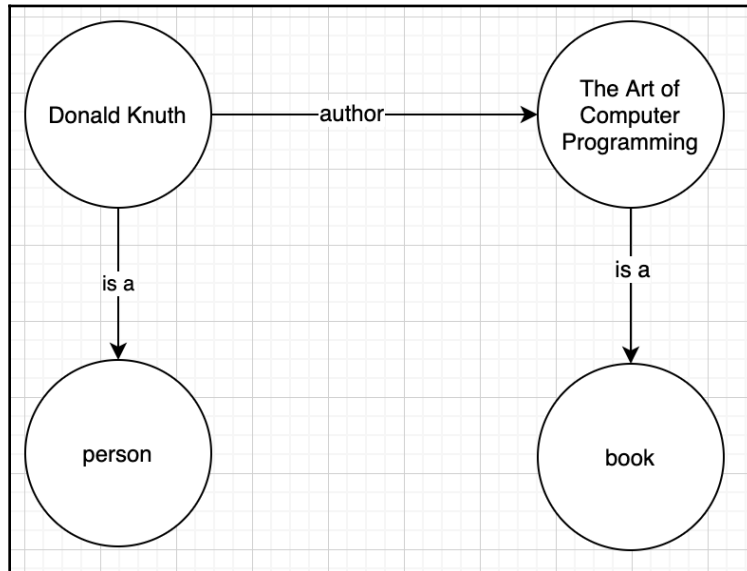 Donald Knuth
author
The Art of
Computer
Programming
is a
is a
person
book